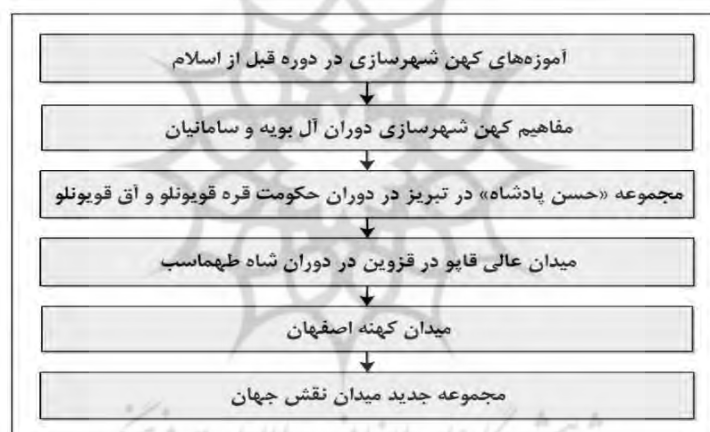 آموزه‌های کهن شهرسازی در دوره قبل از اسلام
مفاهیم کهن شهرسازی دوران آل بویه و سامانیان
مجموعه «حسن پادشاه» در تبریز در دوران حکومت قره قویونلو و آق قویونلو
میدان عالی قاپو در قزوین در دوران شاه طهماسب
میدان کهنه اصفهان
مجموعه جدید میدان نقش جهان